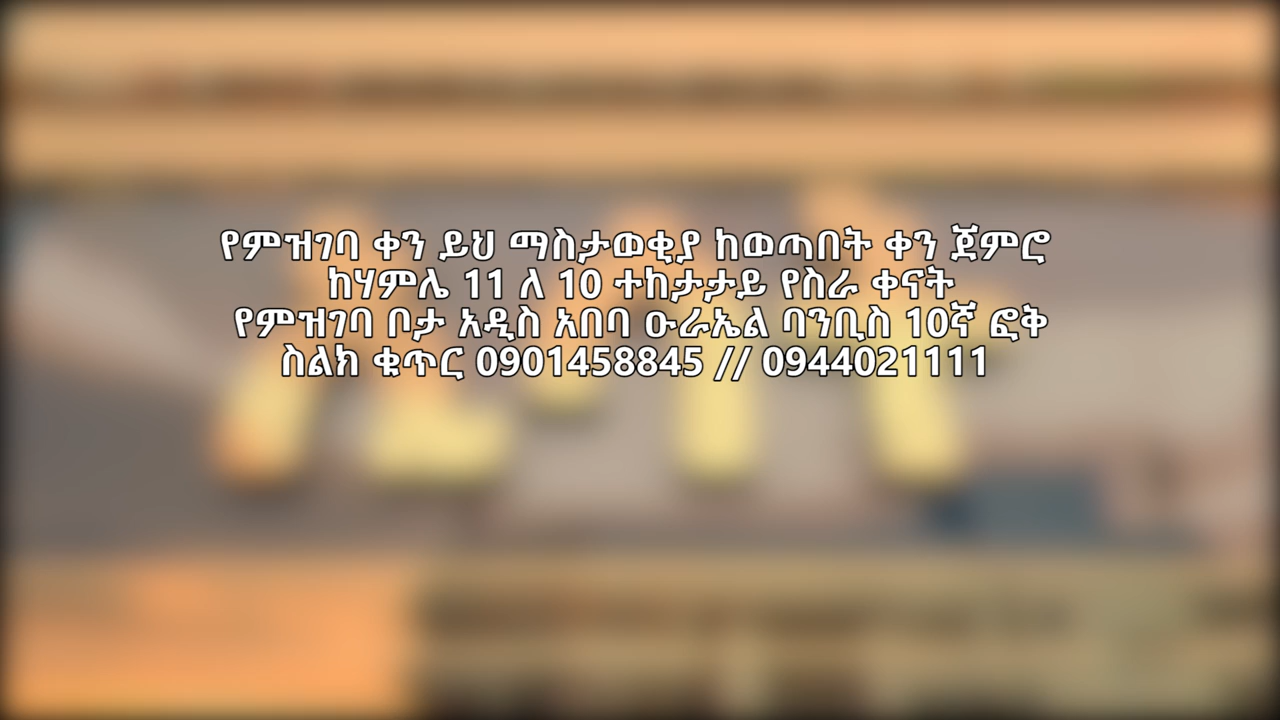 የምዝገባ ቀን ይህ ማስታወቂያ ከወጣበት ቀን ጀምሮ
ከሃምሌ 11 ለ 10 ተከታታይ የስራ ቀናት
የምዝገባ ቦታ አዲስ አበባ ዑራኤል ባንቢስ 10ኛ ፎቅ
ስልክ ቁጥር 0901458845 // 0944021111